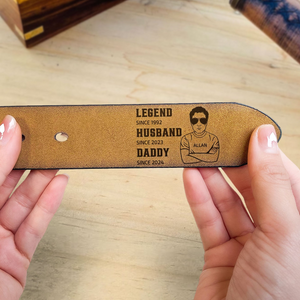 LEGEND
SINCE 1992
HUSBAND
SINCE 2023
DADDY
SINCE 2024
ALLAN